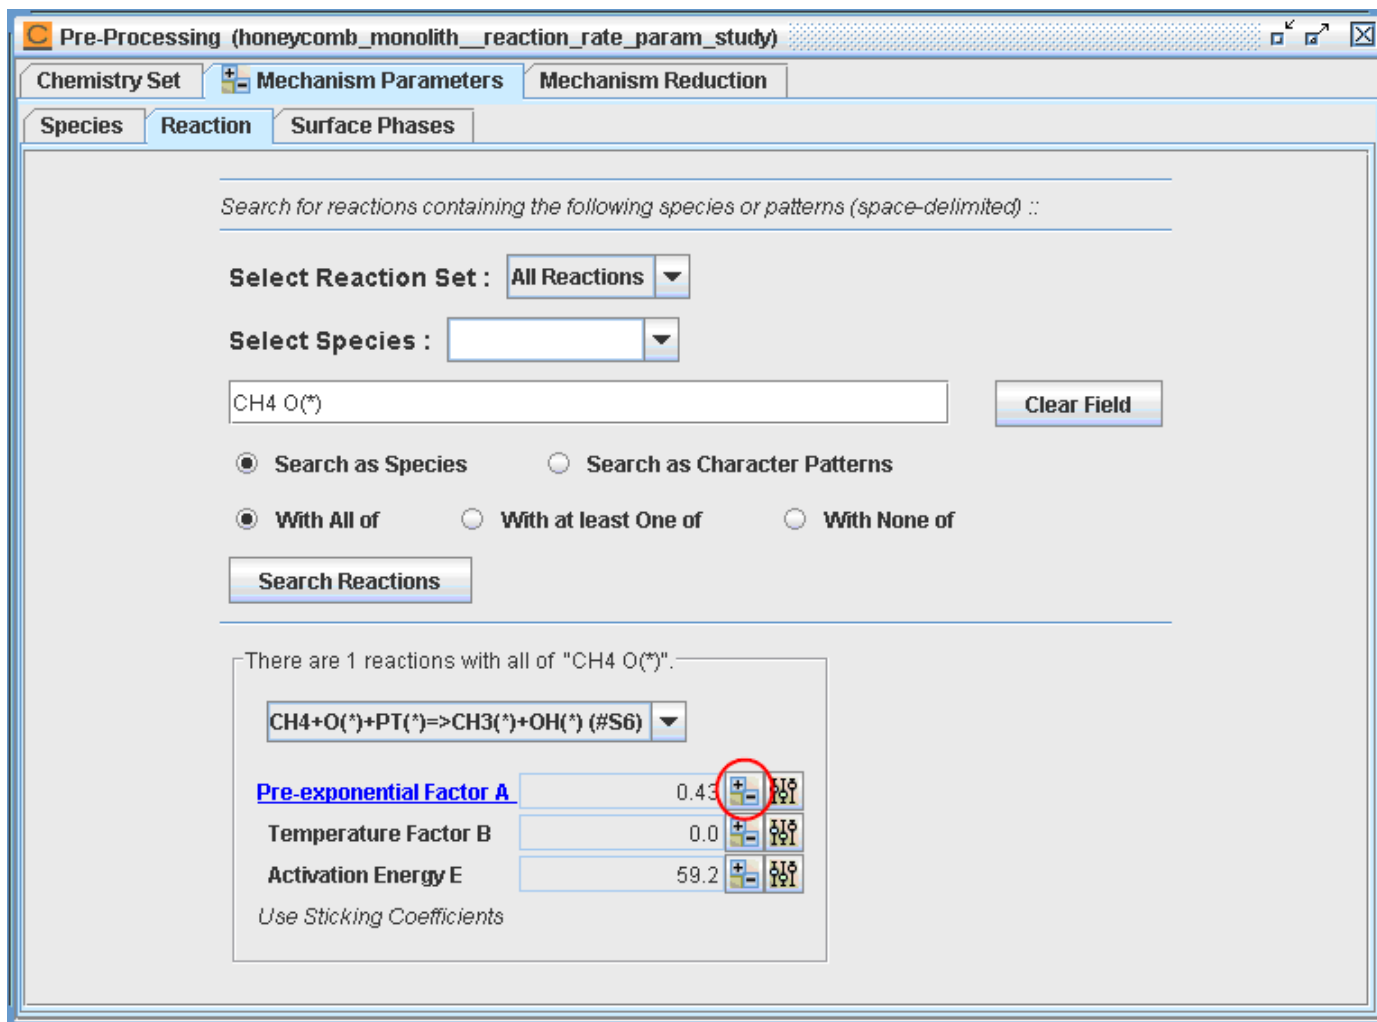 C Pre-Processing (honeycomb_monolith__reaction_rate_param_study)
Chemistry Set Mechanism Parameters Mechanism Reduction
Species Reaction Surface Phases
Search for reactions containing the following species or patterns (space-delimited) ::
Select Reaction Set : All Reactions
Select Species :
CH4 O(*) Clear Field
Search as Species Search as Character Patterns
With All of With at least One of With None of
Search Reactions
There are 1 reactions with all of "CH4 O(*)".
CH4+O(*)+PT(*)=>CH3(*)+OH(*) (#S6)
Pre-exponential Factor A 0.43
Temperature Factor B 0.0
Activation Energy E 59.2
Use Sticking Coefficients